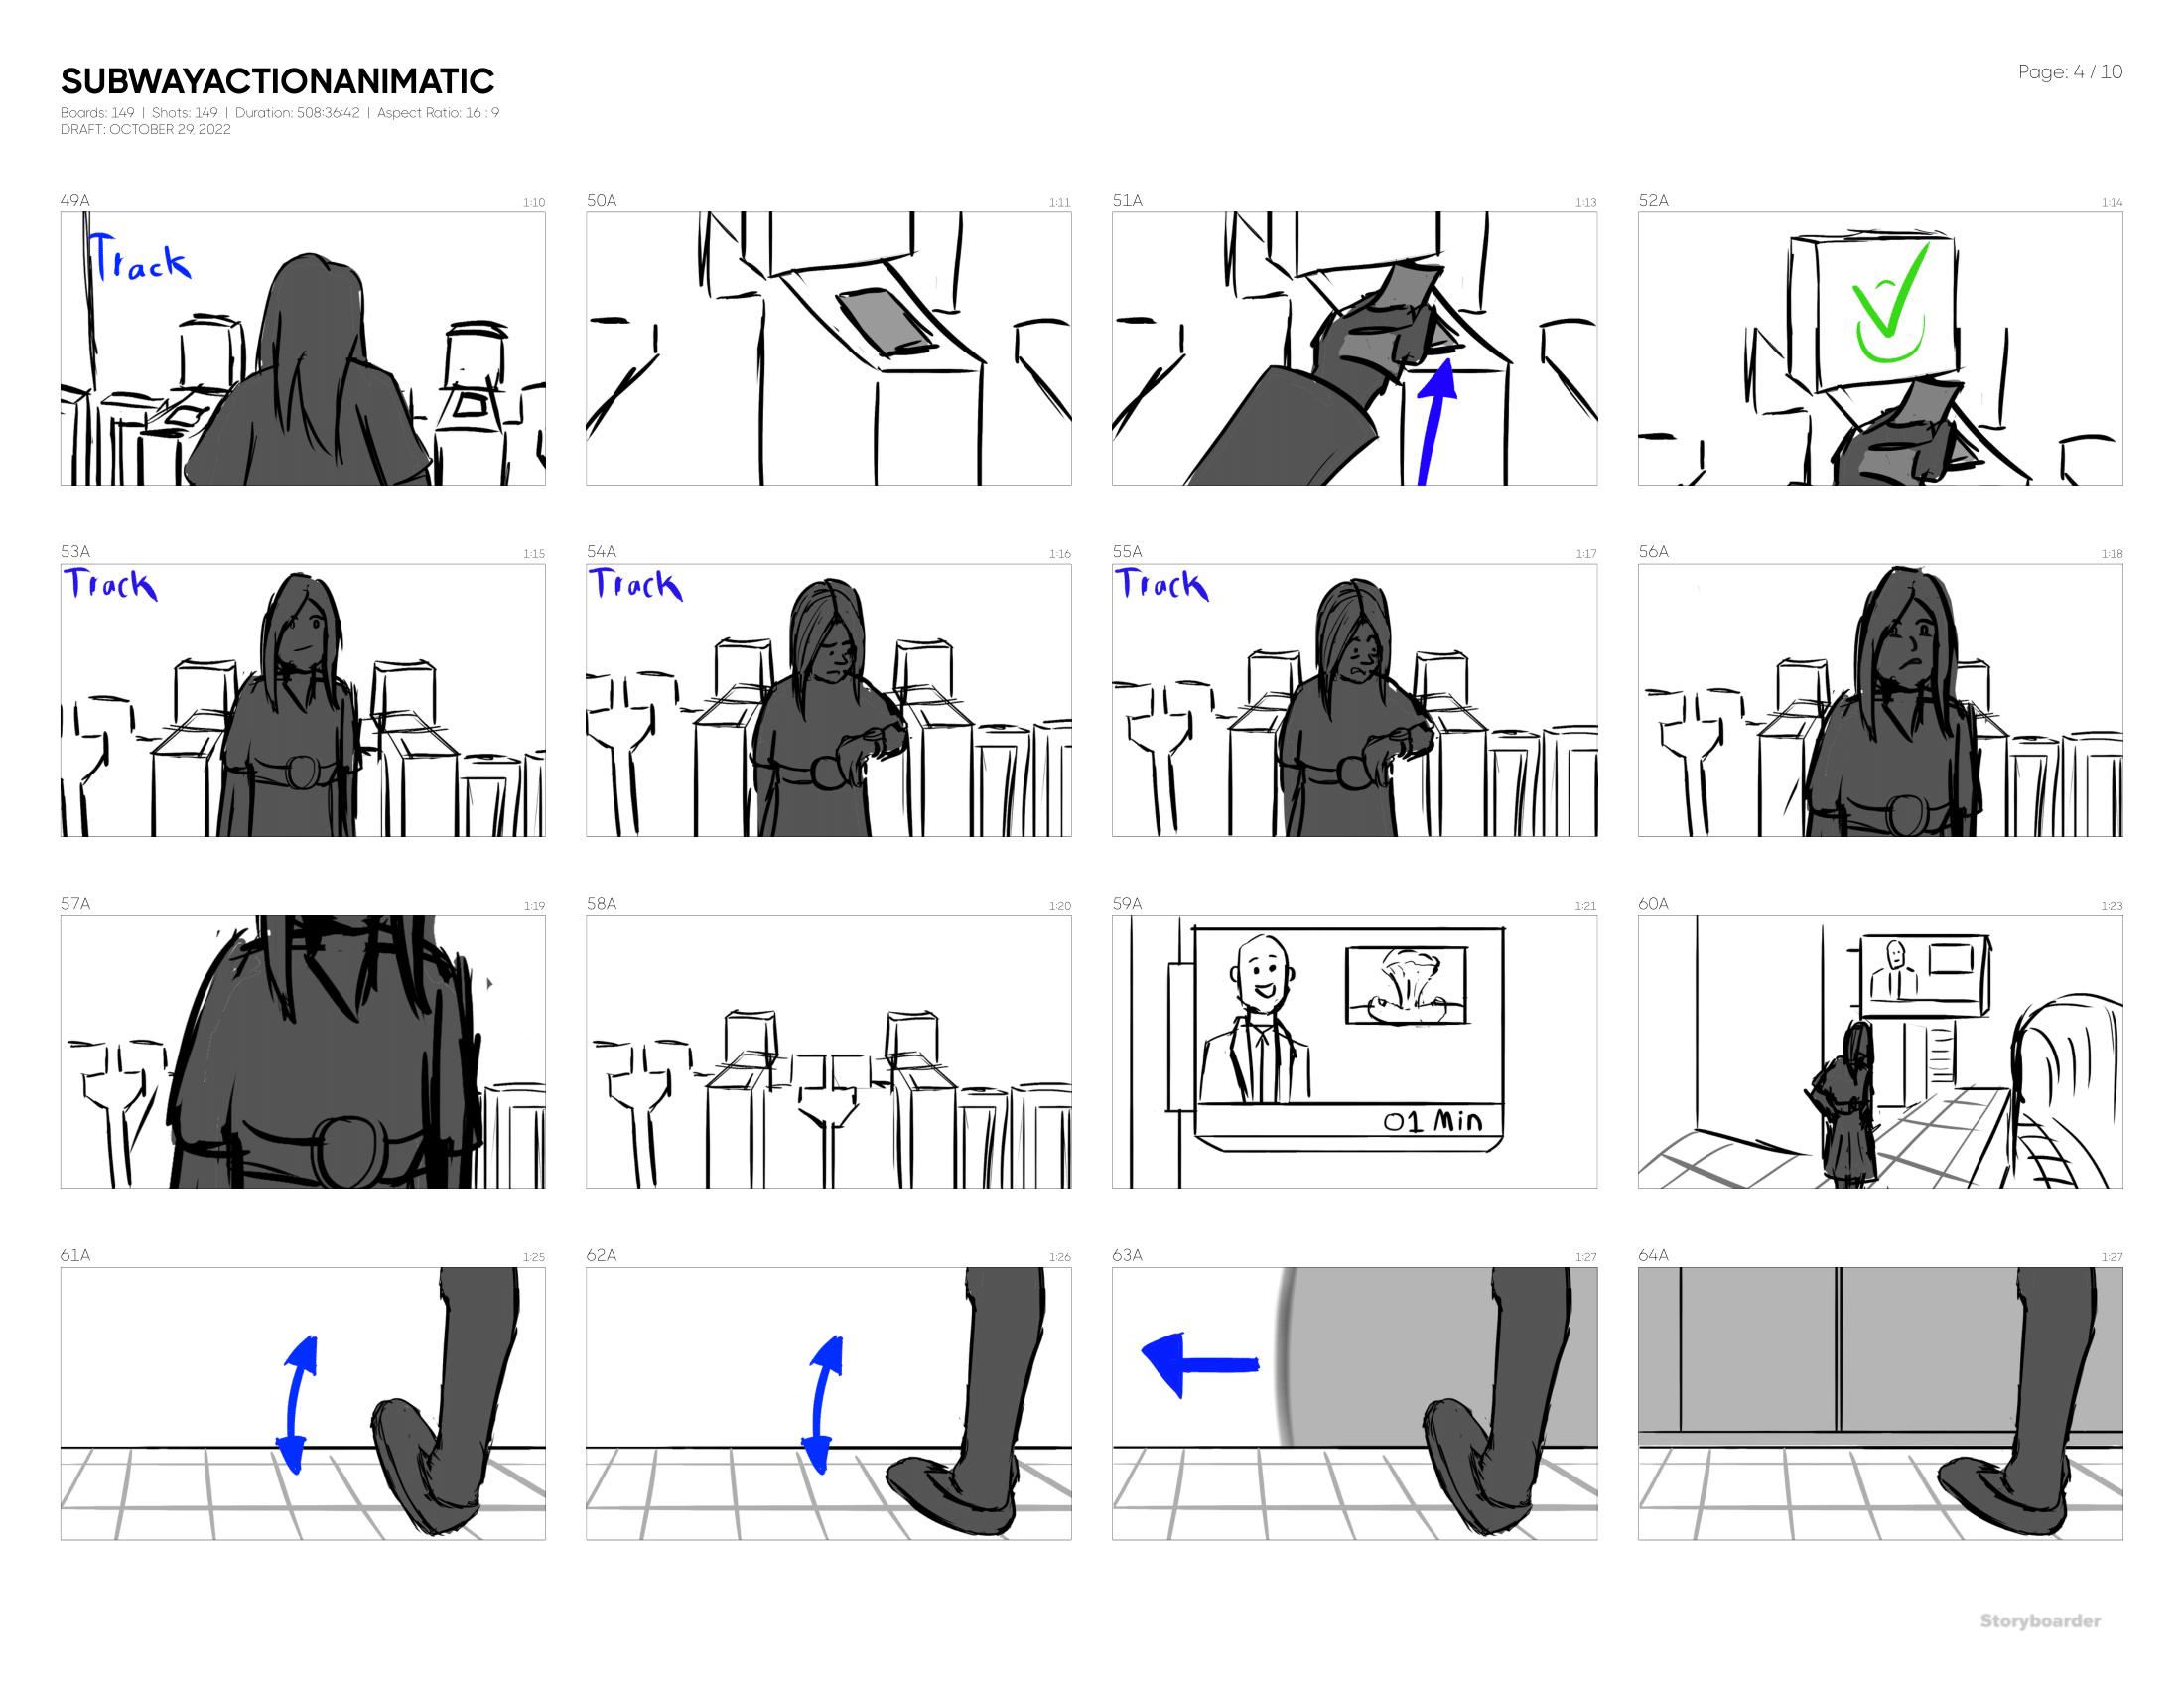 SUBWAYACTIONANIMATIC
Page: 4 / 10
Boards: 149 | Shots: 149 | Duration: 508:36:42 | Aspect Ratio: 16 : 9
DRAFT: OCTOBER 29, 2022
49A 1:10
50A 1:11
51A 1:13
52A 1:14
Track
53A 1:15
54A 1:16
55A 1:17
56A 1:18
Track
Track
Track
57A 1:19
58A 1:20
59A 1:21
60A 1:23
01 Min
61A 1:25
62A 1:26
63A 1:27
64A 1:27
Storyboarder